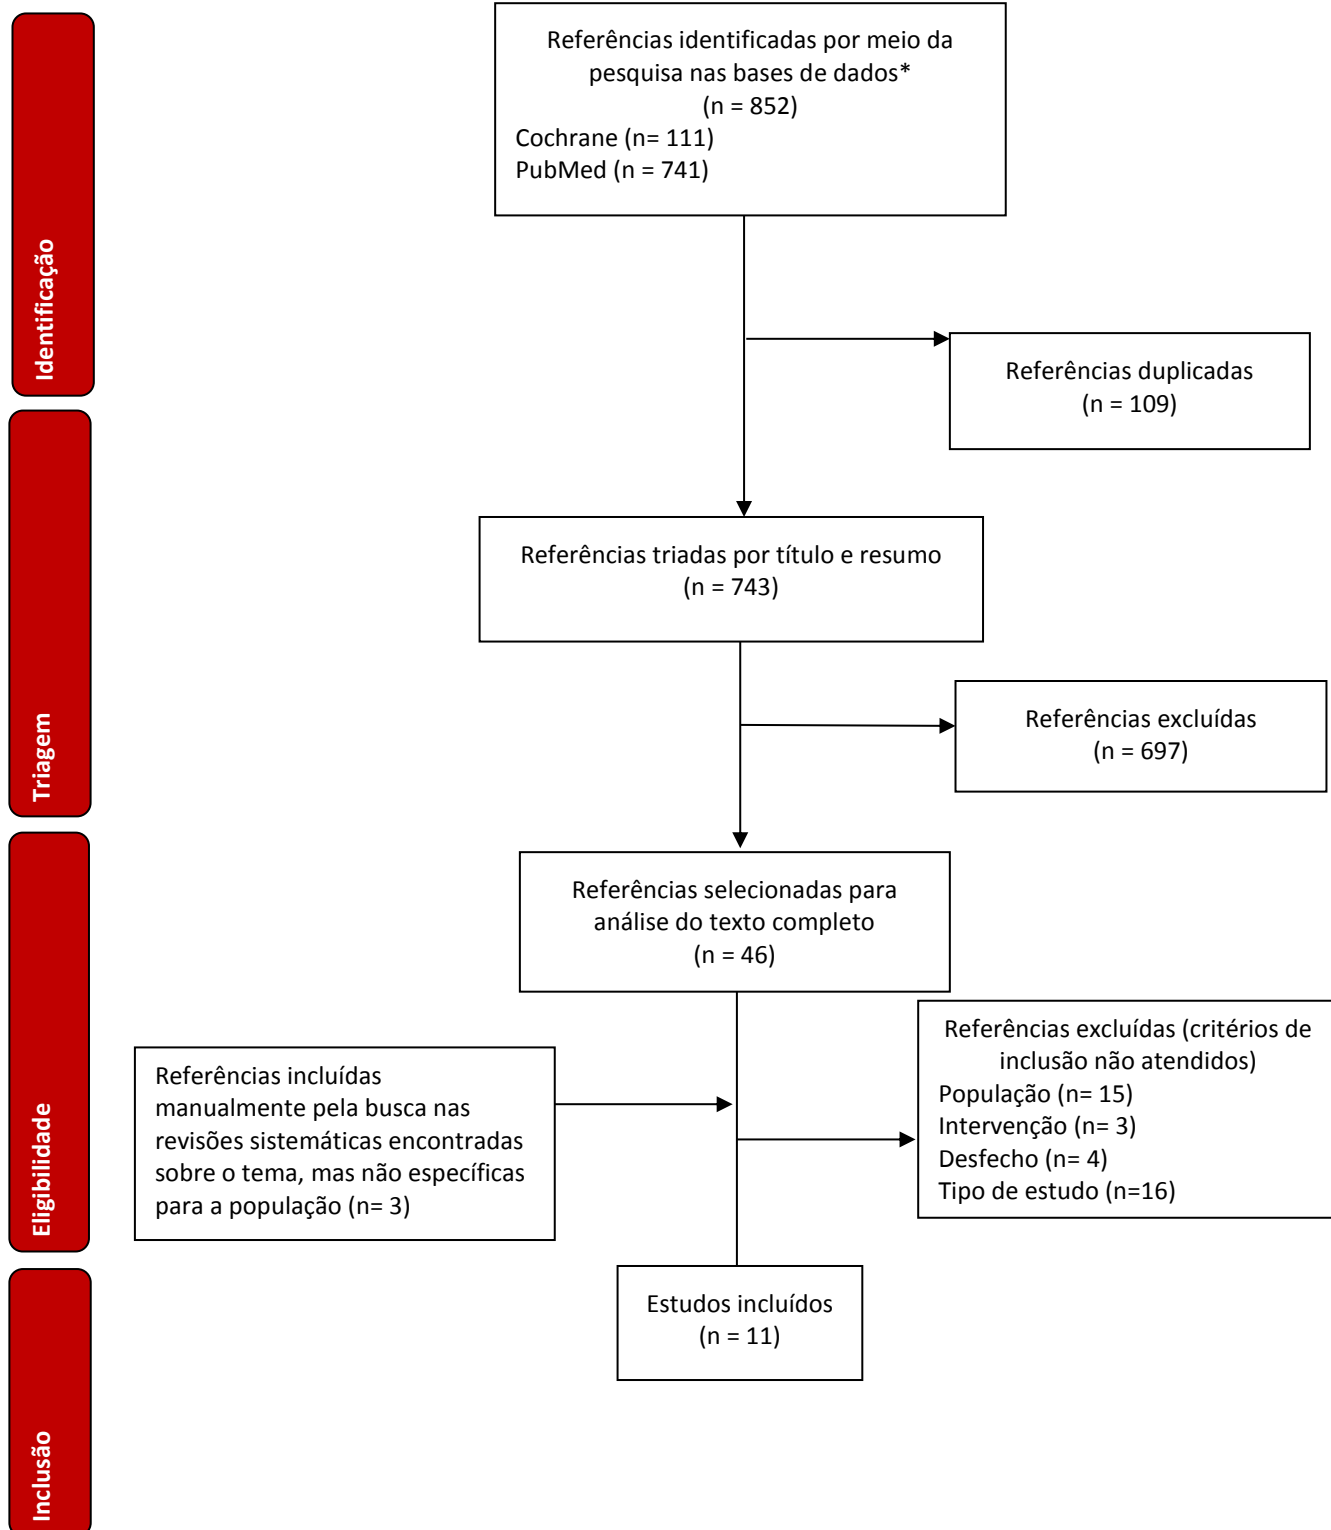 Identificação
Referências identificadas por meio da
pesquisa nas bases de dados*
(n = 852)
Cochrane (n= 111)
PubMed (n = 741)
Referências duplicadas
(n = 109)
Triagem
Referências triadas por título e resumo
(n = 743)
Referências excluídas
(n = 697)
Eligibilidade
Referências selecionadas para
análise do texto completo
(n = 46)
Referências incluídas
manualmente pela busca nas
revisões sistemáticas encontradas
sobre o tema, mas não específicas
para a população (n= 3)
Referências excluídas (critérios de
inclusão não atendidos)
População (n= 15)
Intervenção (n= 3)
Desfecho (n= 4)
Tipo de estudo (n=16)
Inclusão
Estudos incluídos
(n = 11)